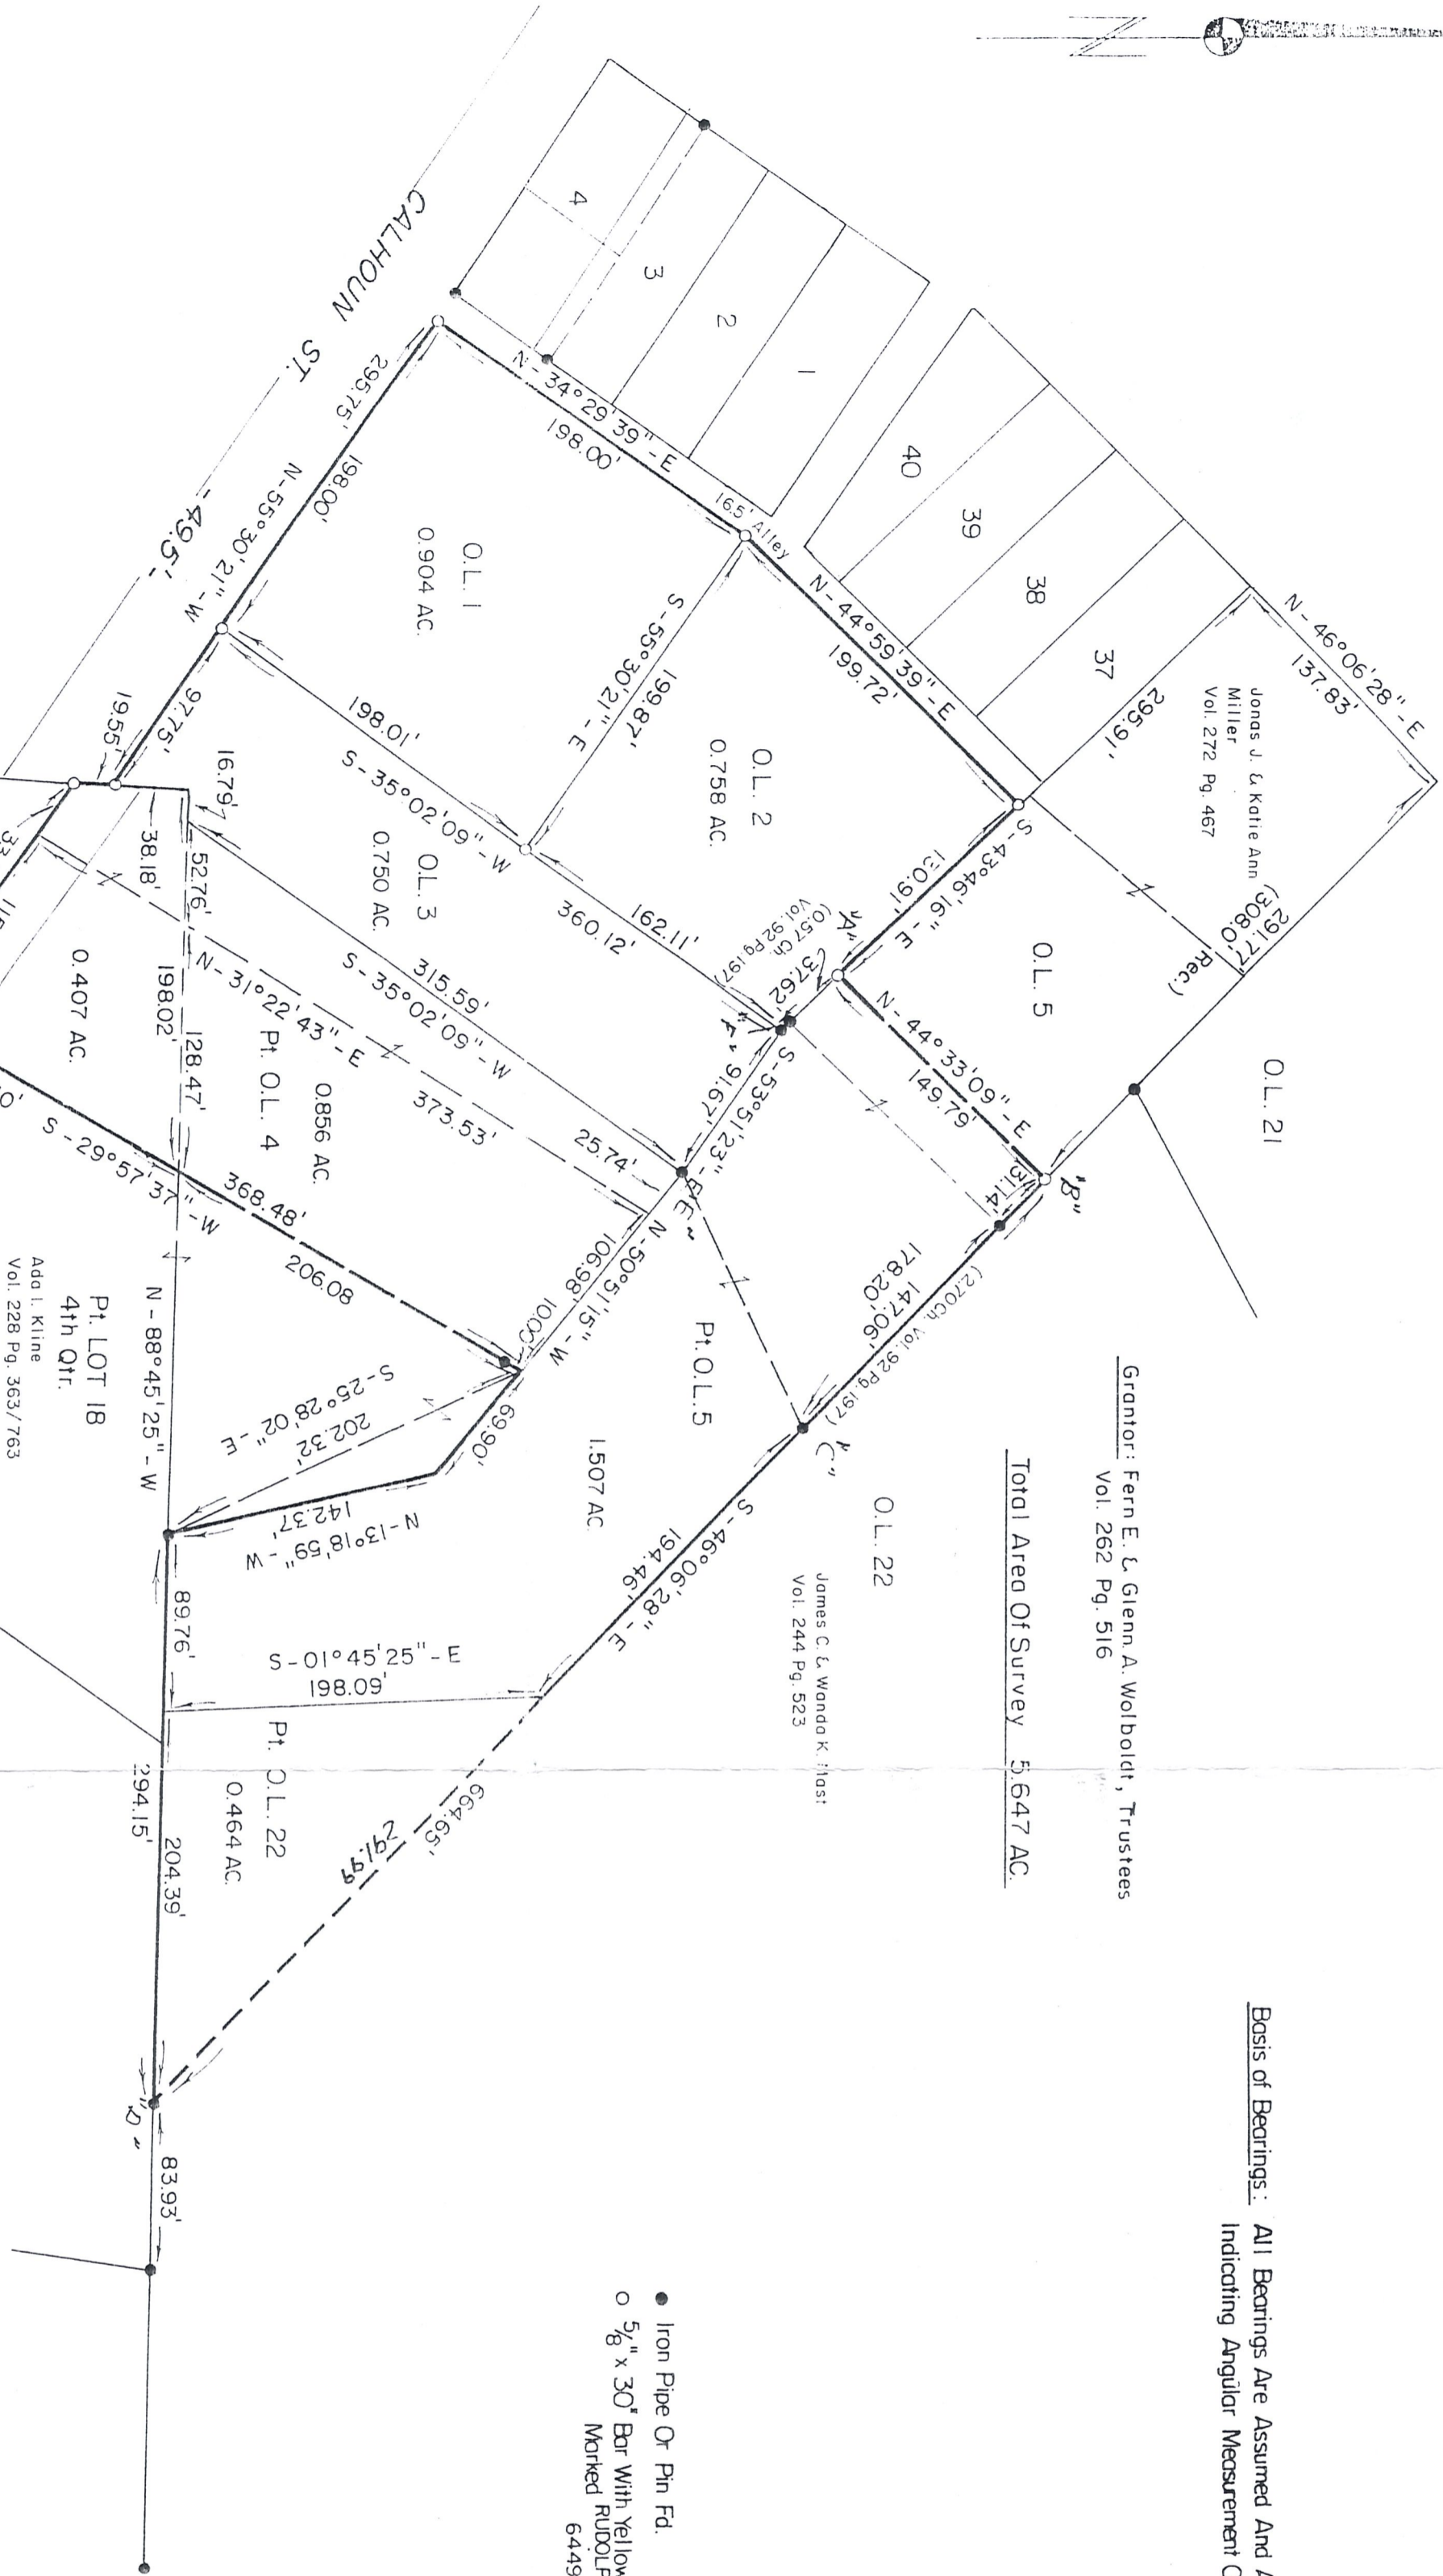 N
CALHOUN ST.
49.5'
4
3
2
1
40
39
38
37
16.5' Alley
N-34°29'39"-E
198.00'
295.75'
198.00'
N-55°30'21"-W
97.75'
19.55'
O.L. 1
0.904 AC.
S-55°30'21"-E
199.87'
N-44°59'39"-E
199.72'
O.L. 2
0.758 AC.
198.01'
S-35°02'09"-W
360.12'
162.11'
S-43°46'16"-E
130.91'
"A"
37.62'
(0.57 Ch.
Vol. 92 Pg. 197)
N-46°06'28"-E
137.83'
295.91'
Jonas J. & Katie Ann
Miller
Vol. 272 Pg. 467
291.77'
(308.0' Rec.)
O.L. 5
O.L. 21
N-44°33'09"-E
149.79'
"B"
31.14'
178.20'
147.06'
(2.70 Ch. Vol. 92 Pg. 197)
"C"
"F"
S-53°51'23"-E
91.67'
"E"
O.L. 3
0.750 AC.
16.79'
38.18'
52.76'
315.59'
S-35°02'09"-W
N-31°22'43"-E
373.53'
25.74'
198.02'
128.47'
0.407 AC.
Pt. O.L. 4
0.856 AC.
S-29°57'37"-W
368.48'
206.08
N-50°51'15"-W
106.98'
10.00'
69.90'
Pt. O.L. 5
1.507 AC.
S-25°28'02"-E
202.32'
N-13°18'59"-W
142.37'
N-88°45'25"-W
Pt. LOT 18
4th Qtr.
Ada I. Kline
Vol. 228 Pg. 363/763
89.76'
S-01°45'25"-E
198.09'
S-46°06'28"-E
194.46'
O.L. 22
James C. & Wanda K. Mast
Vol. 244 Pg. 523
Pt. O.L. 22
0.464 AC.
664.65'
291.99
294.15'
204.39'
"D"
83.93'
Grantor: Fern E. & Glenn A. Wolboldt, Trustees
Vol. 262 Pg. 516
Total Area Of Survey 5.647 AC.
Basis of Bearings: All Bearings Are Assumed And
Indicating Angular Measurement
● Iron Pipe Or Pin Fd.
○ 5/8" x 30" Bar With Yellow
Marked RUDOLF
6449